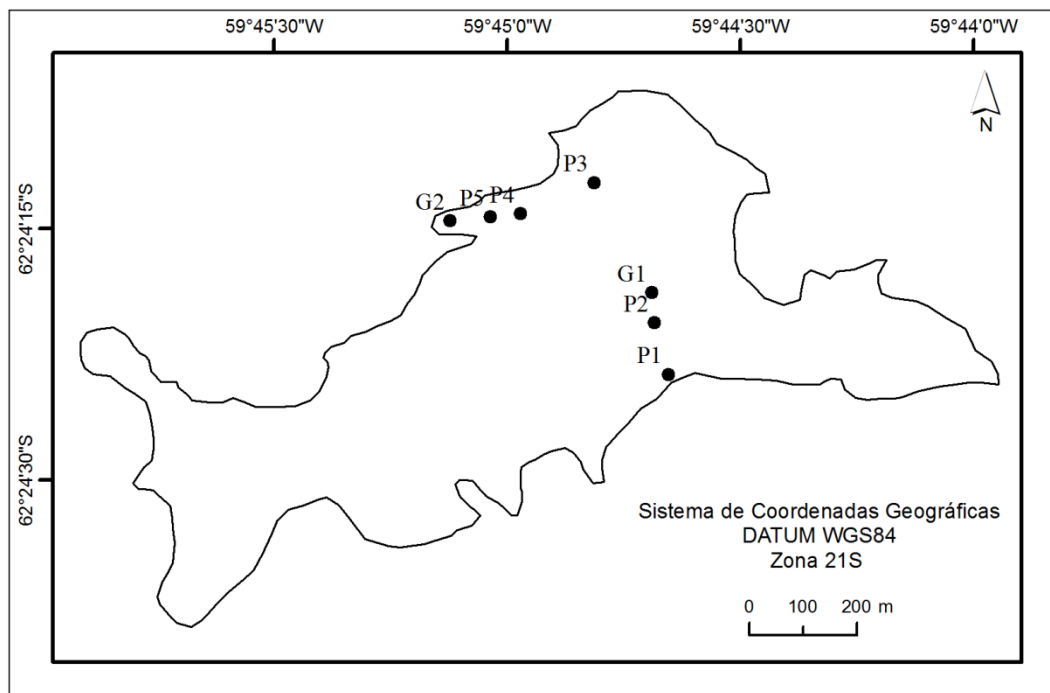 59°45'30"W
59°45'0"W
59°44'30"W
59°44'0"W
N
P3
G2
P5
P4
62°24'15"S
G1
P2
P1
62°24'30"S
Sistema de Coordenadas Geográficas
DATUM WGS84
Zona 21S
0 100 200 m